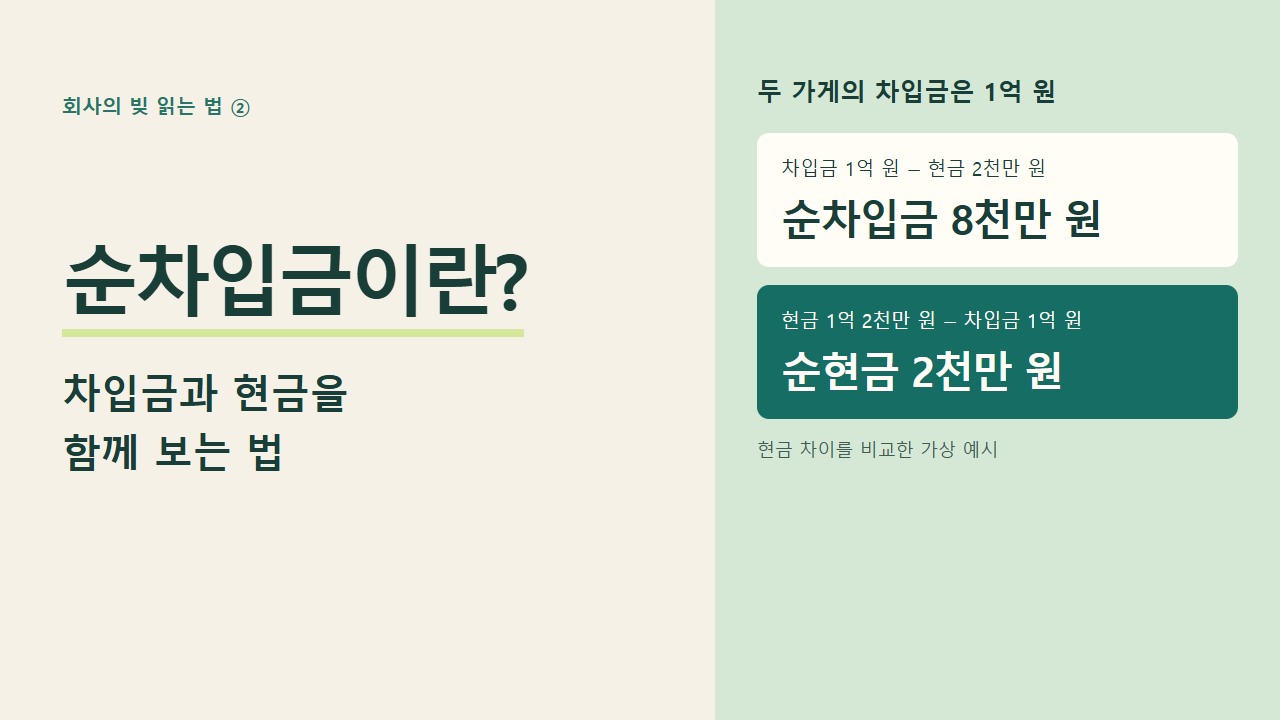 회사의 빚 읽는 법 ②
순차입금이란?
차입금과 현금을
함께 보는 법
두 가게의 차입금은 1억 원
차입금 1억 원 – 현금 2천만 원
순차입금 8천만 원
현금 1억 2천만 원 – 차입금 1억 원
순현금 2천만 원
현금 차이를 비교한 가상 예시